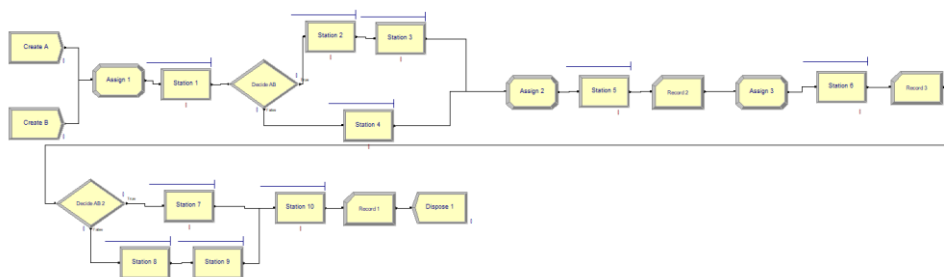 Create A
Create B
Assign 1
Station 1
Decide AB
True
False
Station 2
Station 3
Station 4
Assign 2
Station 5
Record 2
Assign 3
Station 6
Record 3
Decide AB 2
True
False
Station 7
Station 8
Station 9
Station 10
Record 1
Dispose 1